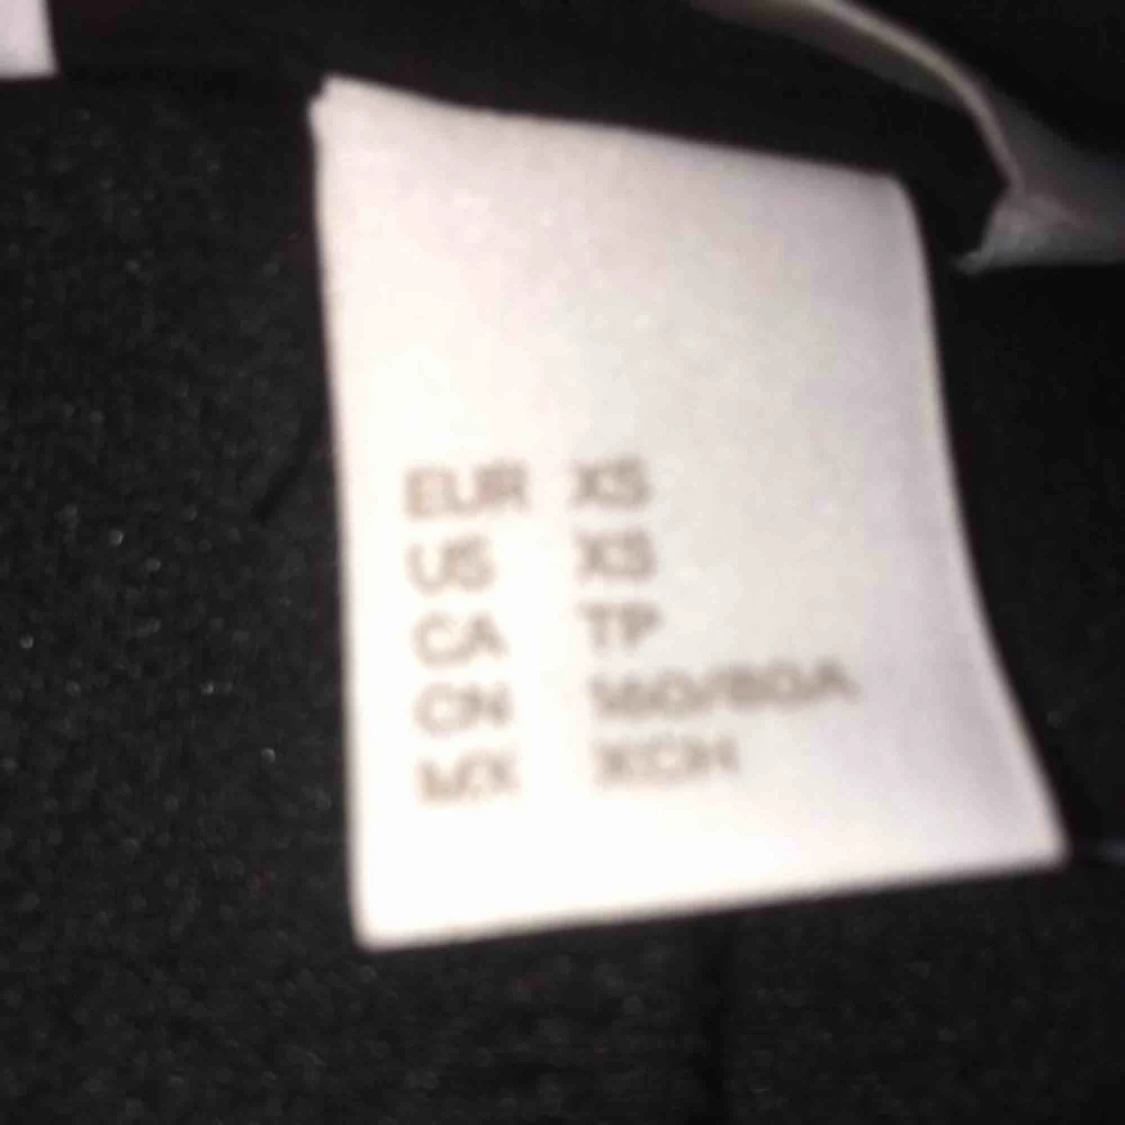 EUR XS
US XS
CA TP
CN 160/80A
MX XCH